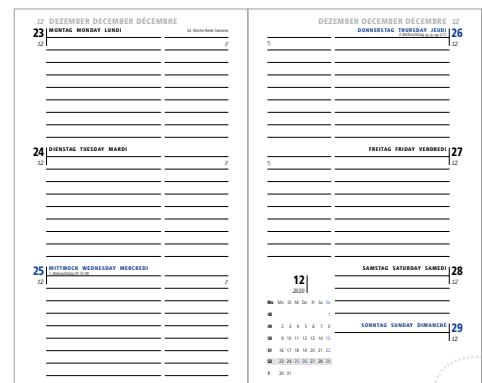 12 DEZEMBER DECEMBER DÉCEMBRE
23 MONTAG MONDAY LUNDI
52. Woche Week Semaine
12
24 DIENSTAG TUESDAY MARDI
12
25 MITTWOCH WEDNESDAY MERCREDI
1. Weihnachtstag
12
DEZEMBER DECEMBER DÉCEMBRE 12
DONNERSTAG THURSDAY JEUDI 26
2. Weihnachtstag
12
FREITAG FRIDAY VENDREDI 27
12
SAMSTAG SATURDAY SAMEDI 28
12
SONNTAG SUNDAY DIMANCHE 29
12
12
Wo Mo Di Mi Do Fr Sa So
48 1
49 2 3 4 5 6 7 8
50 9 10 11 12 13 14 15
51 16 17 18 19 20 21 22
52 23 24 25 26 27 28 29
1 30 31